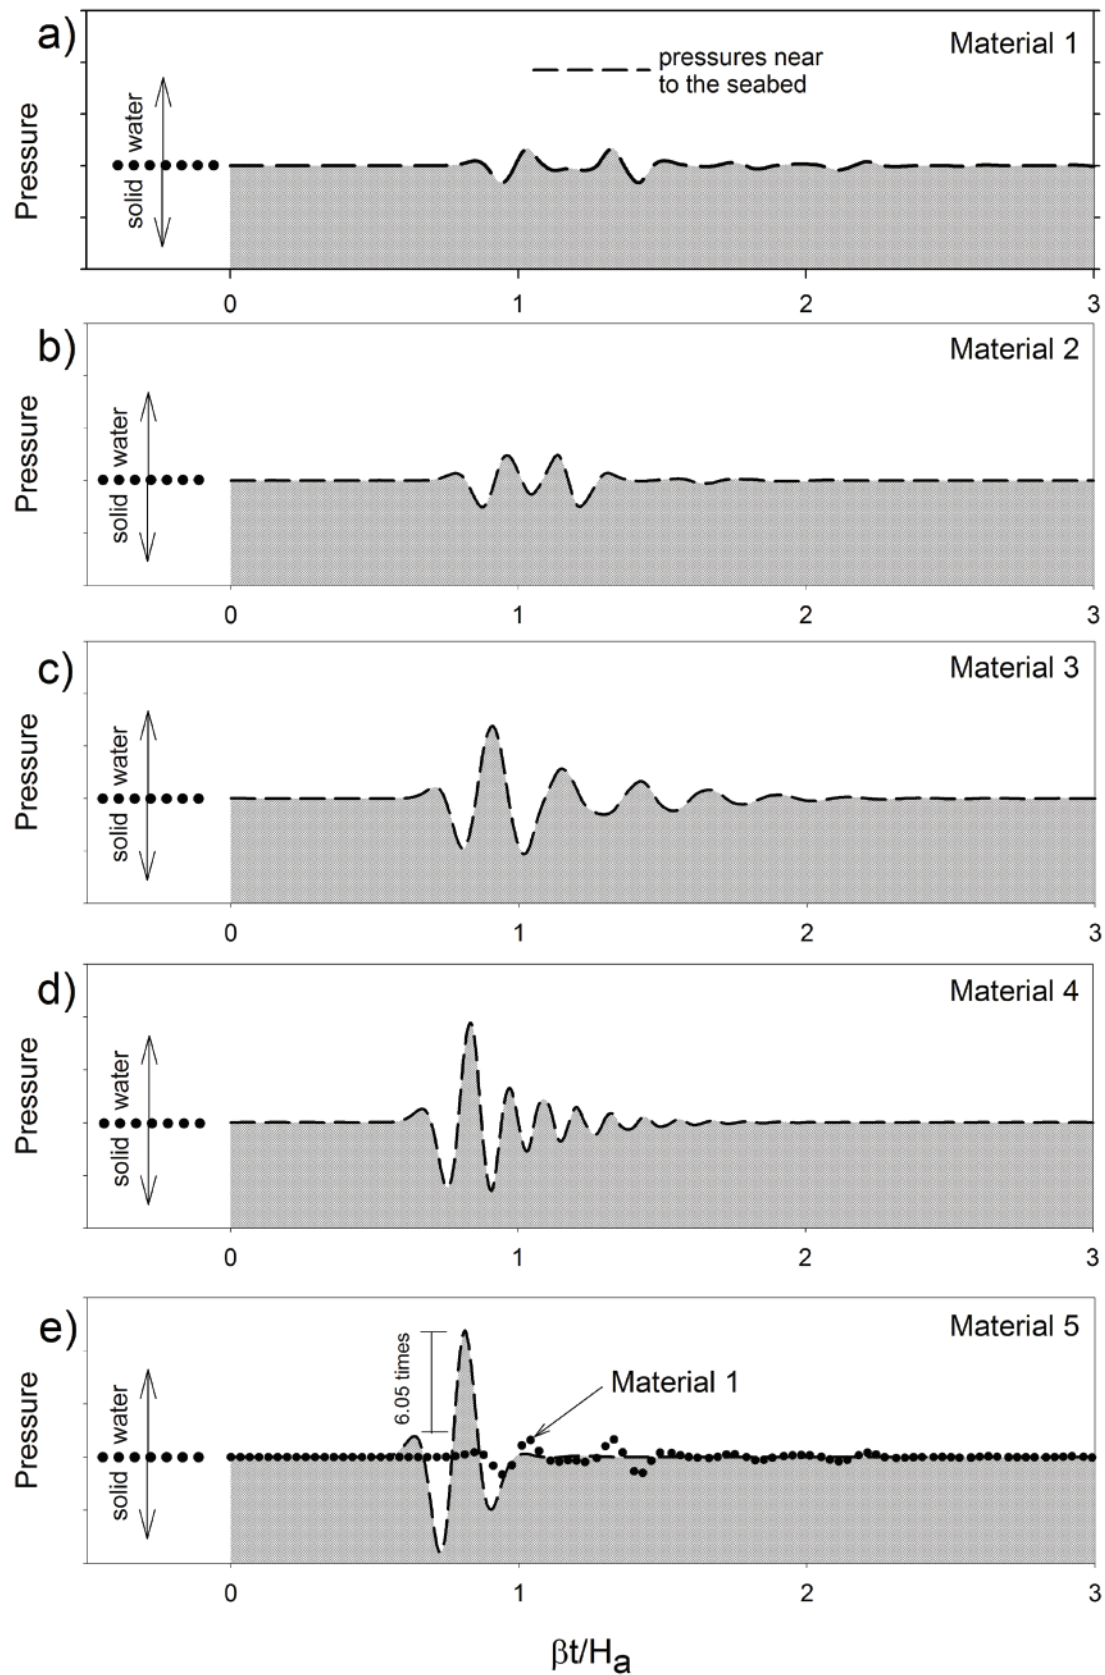 a)
Material 1
pressures near
to the seabed
Pressure
solid water
0 1 2 3
b)
Material 2
Pressure
solid water
0 1 2 3
c)
Material 3
Pressure
solid water
0 1 2 3
d)
Material 4
Pressure
solid water
0 1 2 3
e)
Material 5
6.05 times
Material 1
Pressure
solid water
0 1 2 3
βt/Ha